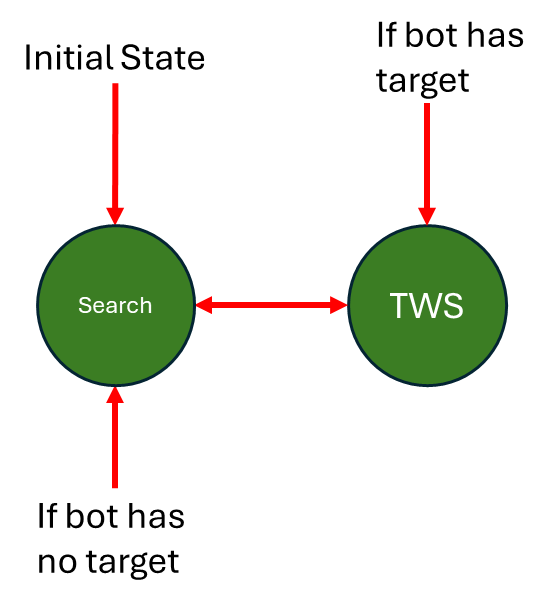 Initial State
If bot has
target
Search
TWS
If bot has
no target